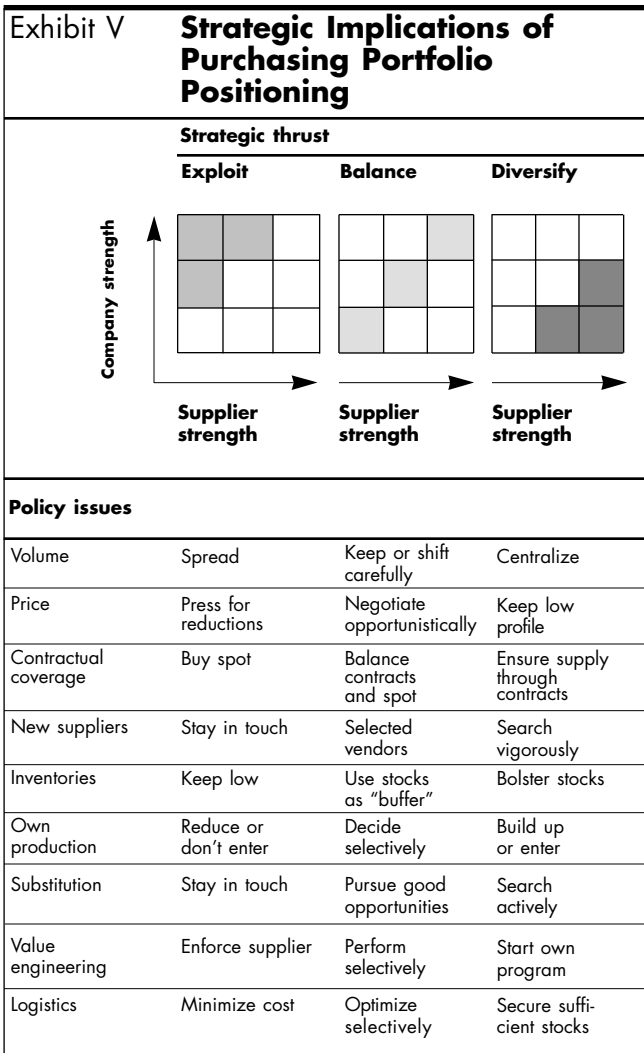 Exhibit V
Strategic Implications of
Purchasing Portfolio
Positioning
Strategic thrust
Exploit Balance Diversify
Company strength
Supplier strength
Supplier strength
Supplier strength
Policy issues
Volume
Spread
Keep or shift
carefully
Centralize
Price
Press for
reductions
Negotiate
opportunistically
Keep low
profile
Contractual
coverage
Buy spot
Balance
contracts
and spot
Ensure supply
through
contracts
New suppliers
Stay in touch
Selected
vendors
Search
vigorously
Inventories
Keep low
Use stocks
as “buffer”
Bolster stocks
Own
production
Reduce or
don’t enter
Decide
selectively
Build up
or enter
Substitution
Stay in touch
Pursue good
opportunities
Search
actively
Value
engineering
Enforce supplier
Perform
selectively
Start own
program
Logistics
Minimize cost
Optimize
selectively
Secure suffi-
cient stocks